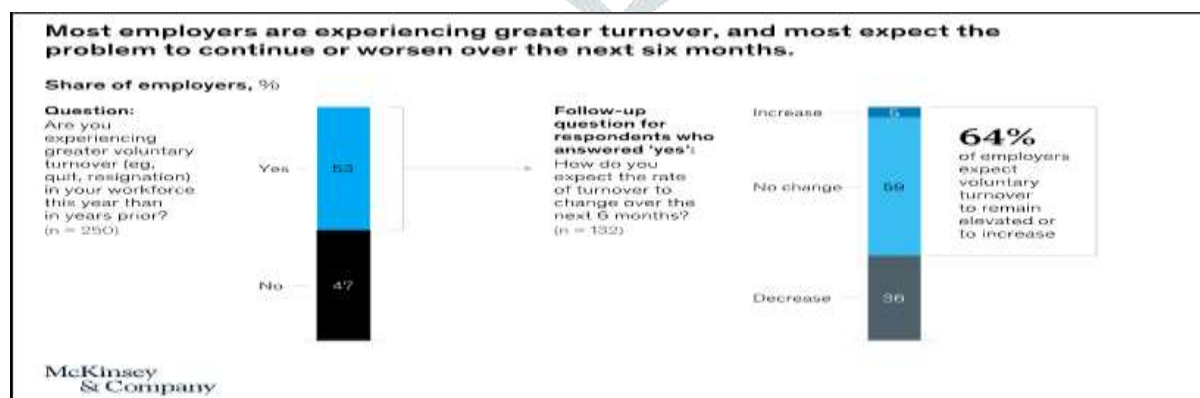 Most employers are experiencing greater turnover, and most expect the
problem to continue or worsen over the next six months.
Share of employers, %
Question:
Are you
experiencing
greater voluntary
turnover (eg,
quit, resignation)
in your workforce
this year than
in years prior?
(n = 250)
Yes
53
No
47
Follow-up
question for
respondents who
answered 'yes':
How do you
expect the rate
of turnover to
change over the
next 6 months?
(n = 132)
Increase
5
No change
59
Decrease
36
64%
of employers
expect
voluntary
turnover
to remain
elevated or
to increase
McKinsey
& Company